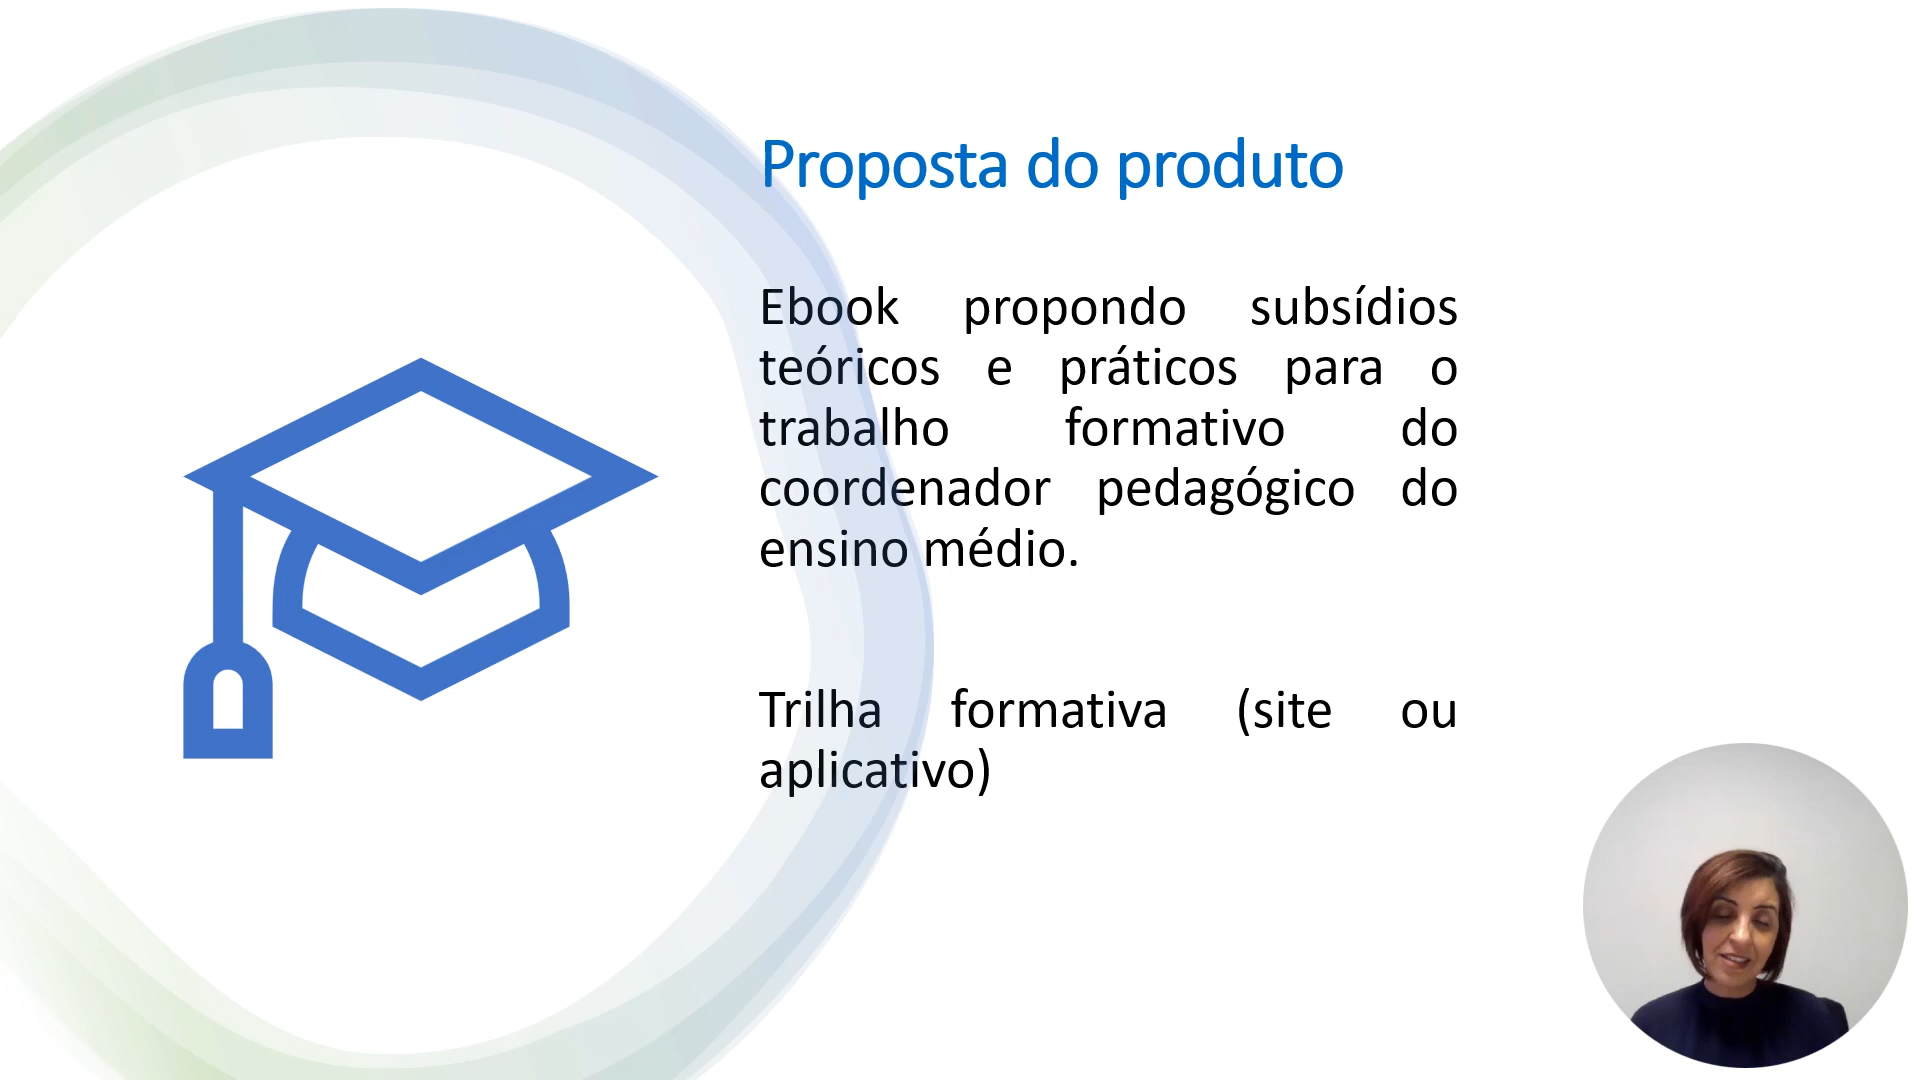 Proposta do produto
Ebook propondo subsídios
teóricos e práticos para o
trabalho formativo do
coordenador pedagógico do
ensino médio.
Trilha formativa (site ou
aplicativo)